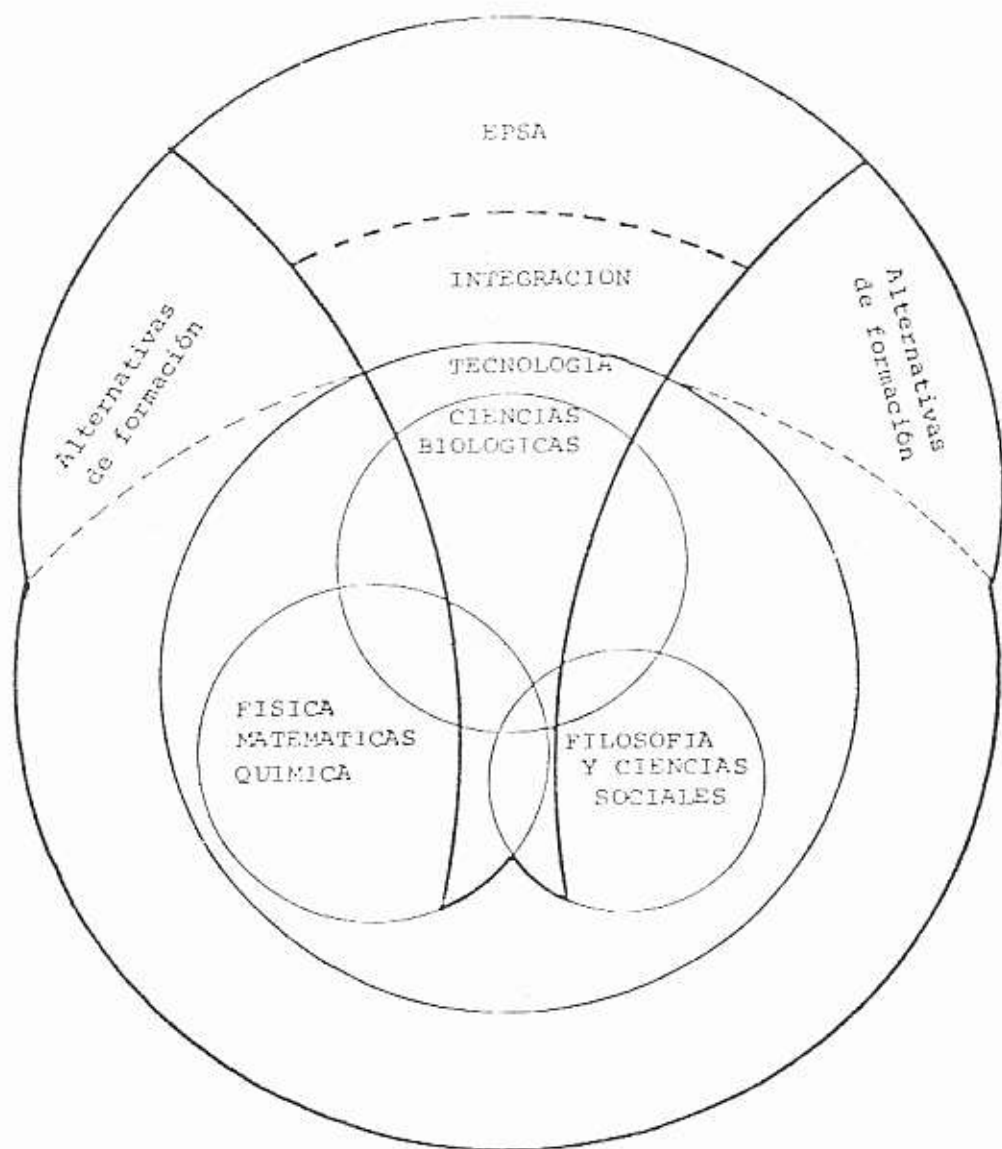 EPSA
INTEGRACION
Alternativas
de formación
Alternativas
de formación
TECNOLOGIA
CIENCIAS
BIOLOGICAS
FISICA
MATEMATICAS
QUIMICA
FILOSOFIA
Y CIENCIAS
SOCIALES